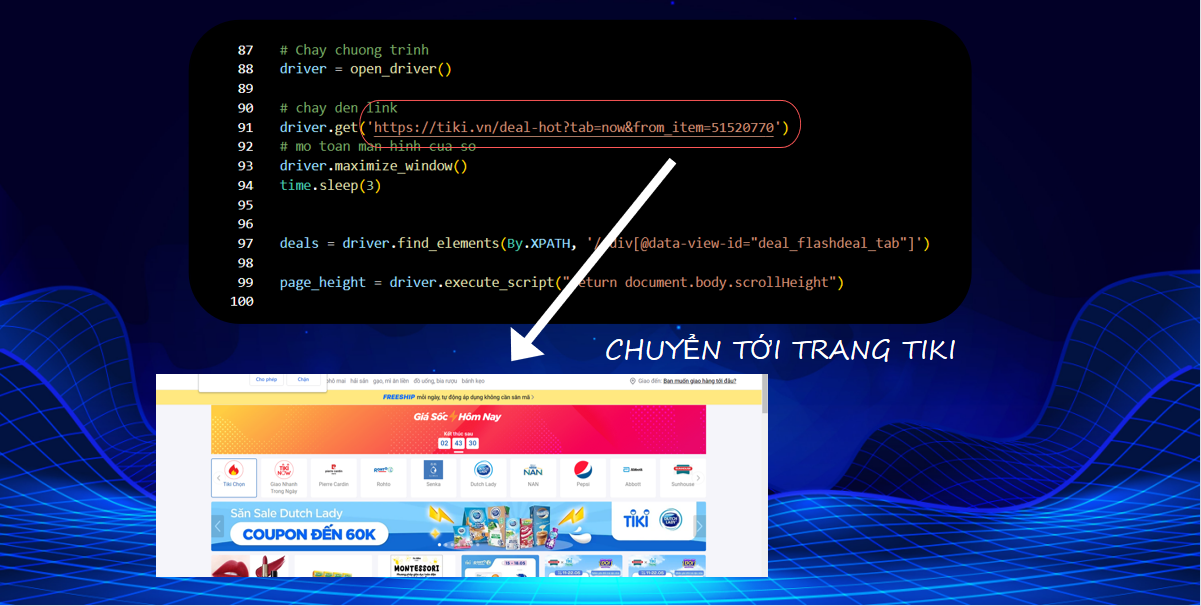 87 # Chay chuong trinh
88 driver = open_driver()
89
90 # chay den link
91 driver.get('https://tiki.vn/deal-hot?tab=now&from_item=51520770')
92 # mo toan man hinh cua so
93 driver.maximize_window()
94 time.sleep(3)
95
96
97 deals = driver.find_elements(By.XPATH, '//div[@data-view-id="deal_flashdeal_tab"]')
98
99 page_height = driver.execute_script("return document.body.scrollHeight")
100
CHUYỂN TỚI TRANG TIKI
Cho phép Chặn phô mai hải sản gạo, mì ăn liền đồ uống, bia rượu bánh kẹo Giao đến: Bạn muốn giao hàng tới đâu?
FREESHIP mỗi ngày, tự động áp dụng không cần săn mã >
Giá Sốc Hôm Nay
Kết thúc sau
02 43 30
Tiki Chọn
TIKI NOW
Giao Nhanh Trong Ngày
Pierre Cardin
Rohto
Senka
Dutch Lady
NAN
NAN
Pepsi
Abbott
Abbott
Sunhouse
Săn Sale Dutch Lady
COUPON ĐẾN 60K
TIKI DUTCH LADY
MONTESSORI